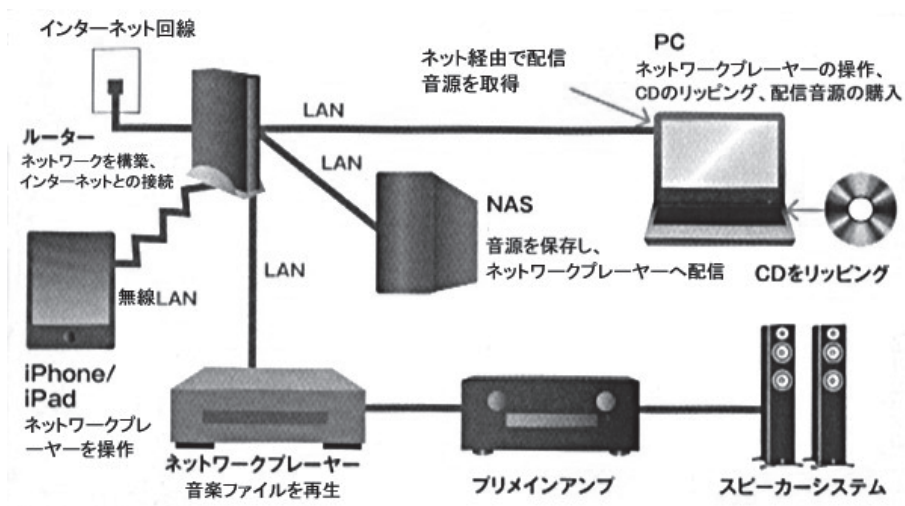 インターネット回線
ネット経由で配信
音源を取得
PC
ネットワークプレーヤーの操作、
CDのリッピング、配信音源の購入
LAN
ルーター
ネットワークを構築、
インターネットとの接続
LAN
NAS
音源を保存し、
ネットワークプレーヤーへ配信
CDをリッピング
LAN
無線LAN
iPhone/
iPad
ネットワークプレ
ーヤーを操作
ネットワークプレーヤー
音楽ファイルを再生
プリメインアンプ
スピーカーシステム